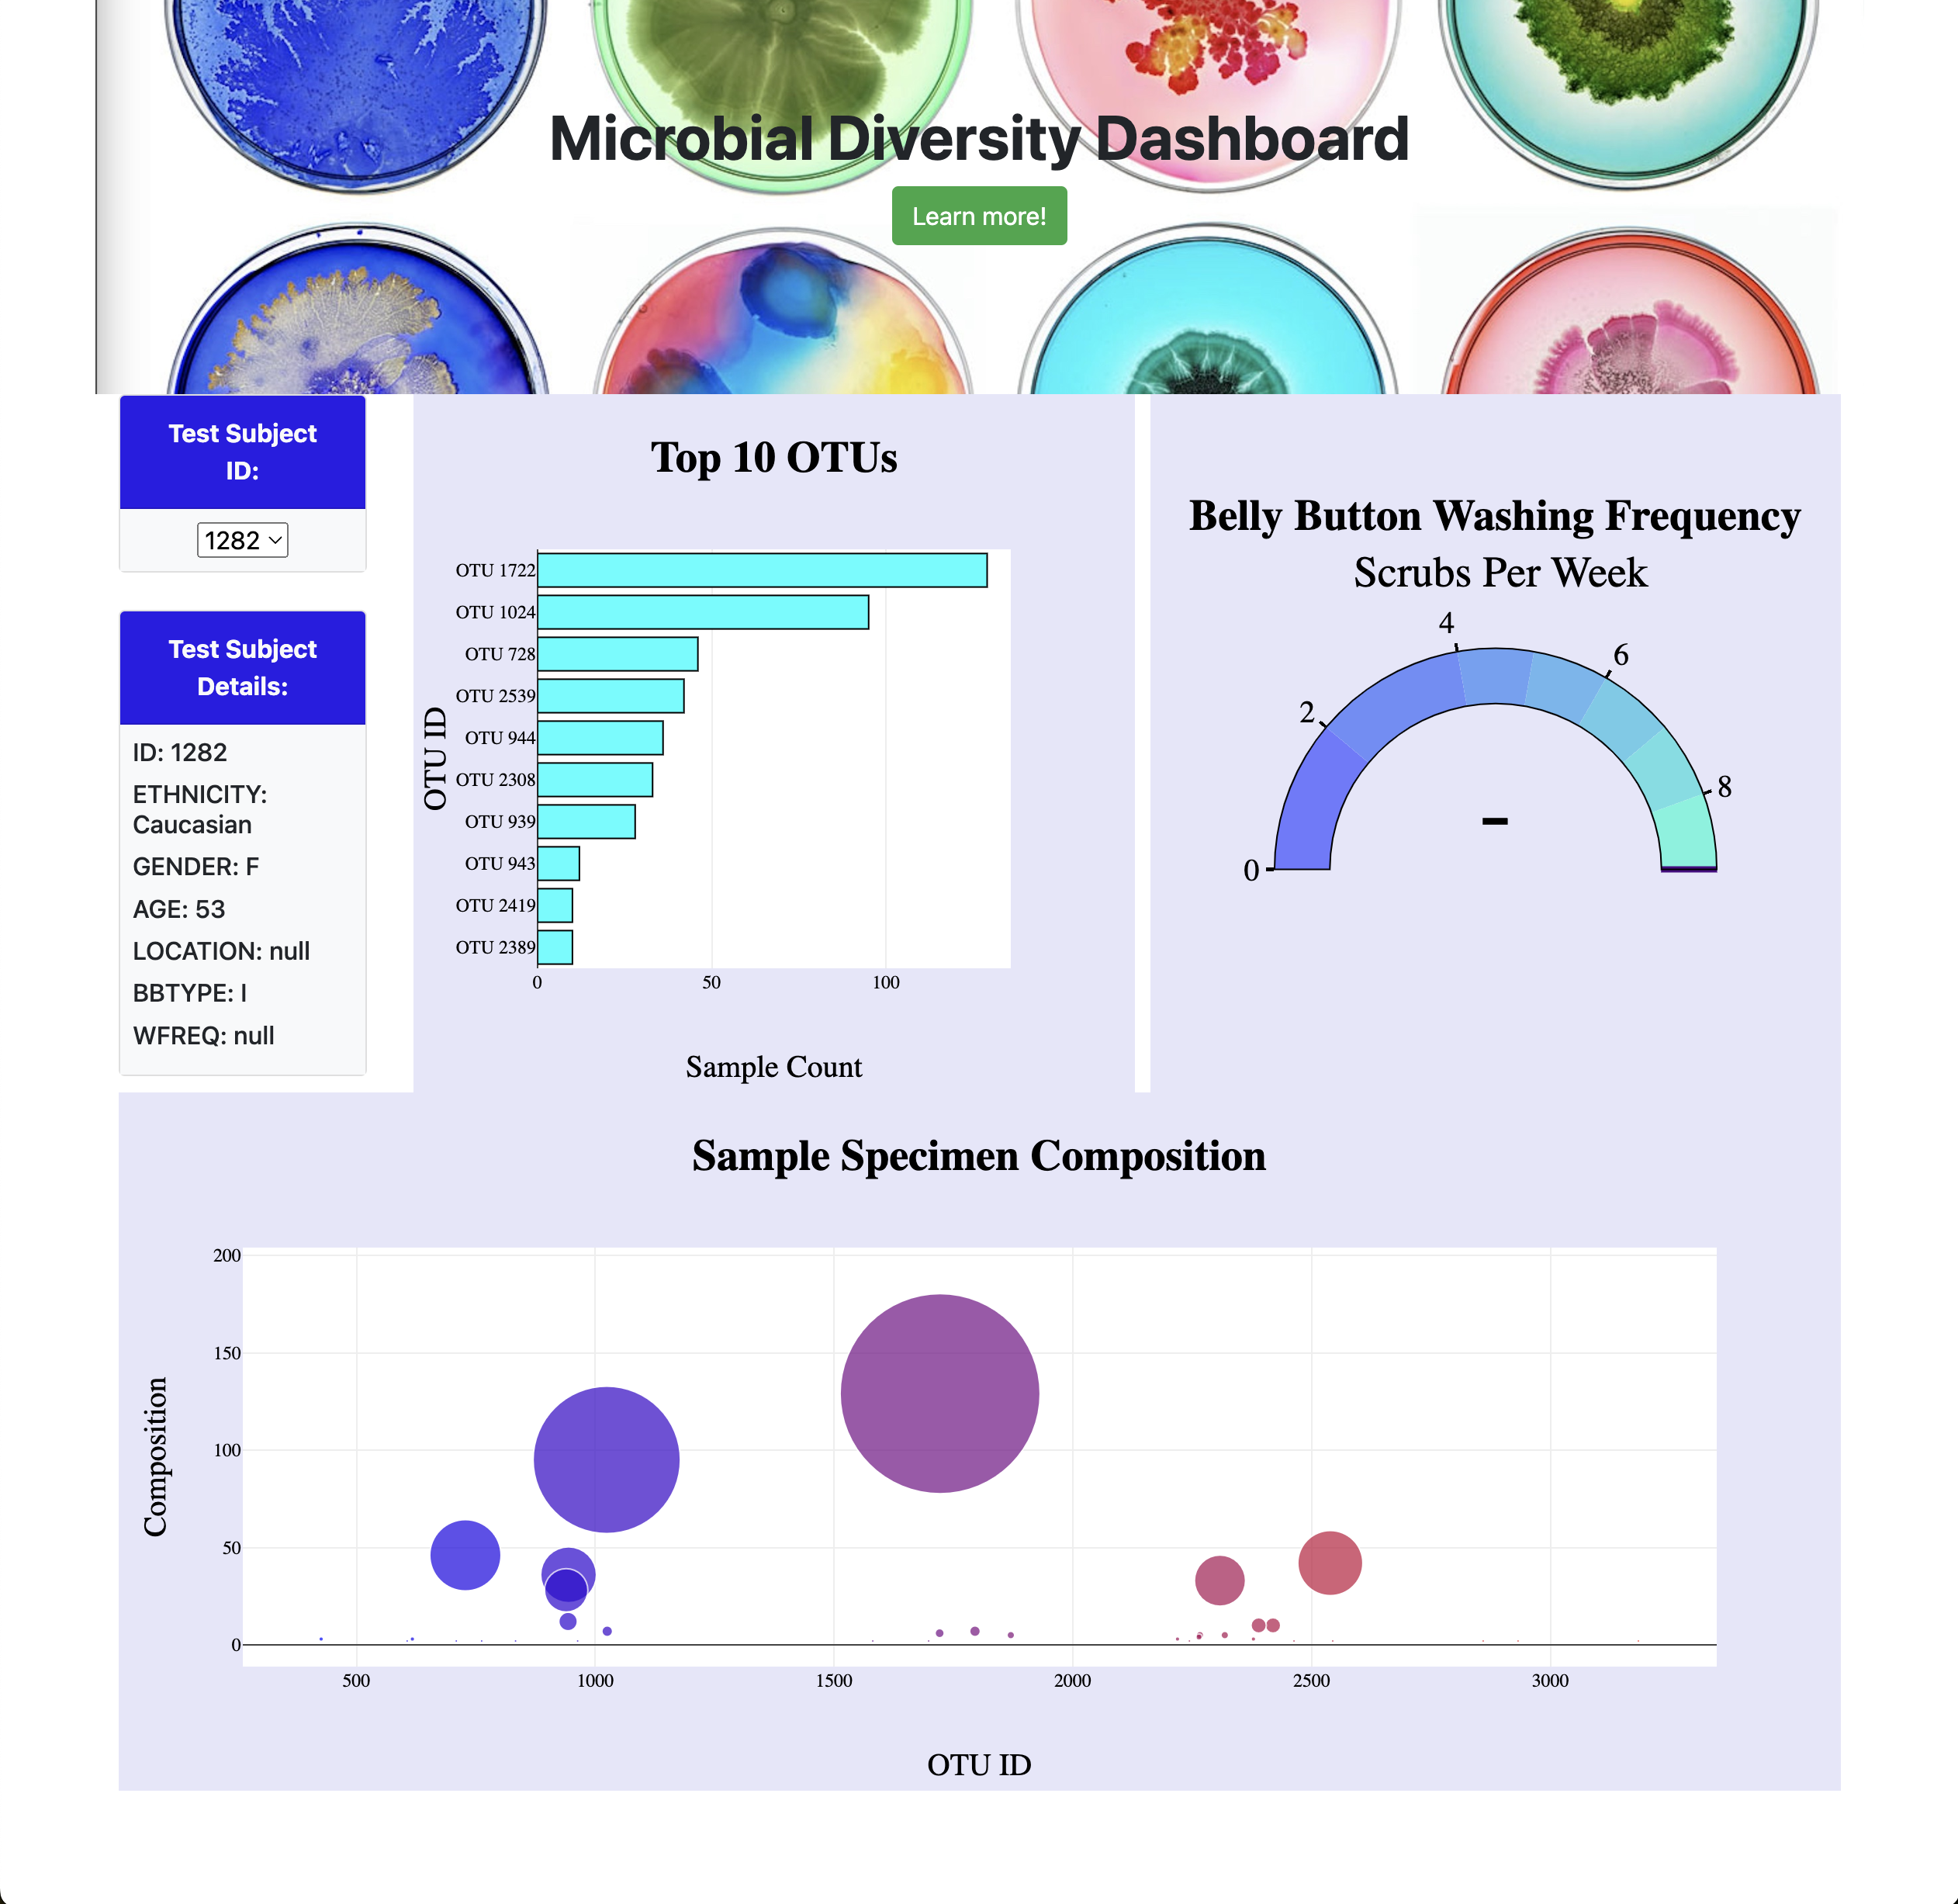 Microbial Diversity Dashboard
Learn more!
Test Subject
ID:
1282
Test Subject
Details:
ID: 1282
ETHNICITY:
Caucasian
GENDER: F
AGE: 53
LOCATION: null
BBTYPE: I
WFREQ: null
Top 10 OTUs
OTU ID
OTU 1722
OTU 1024
OTU 728
OTU 2539
OTU 944
OTU 2308
OTU 939
OTU 943
OTU 2419
OTU 2389
0 50 100
Sample Count
Belly Button Washing Frequency
Scrubs Per Week
0
2
4
6
8
–
Sample Specimen Composition
Composition
200
150
100
50
0
500 1000 1500 2000 2500 3000
OTU ID